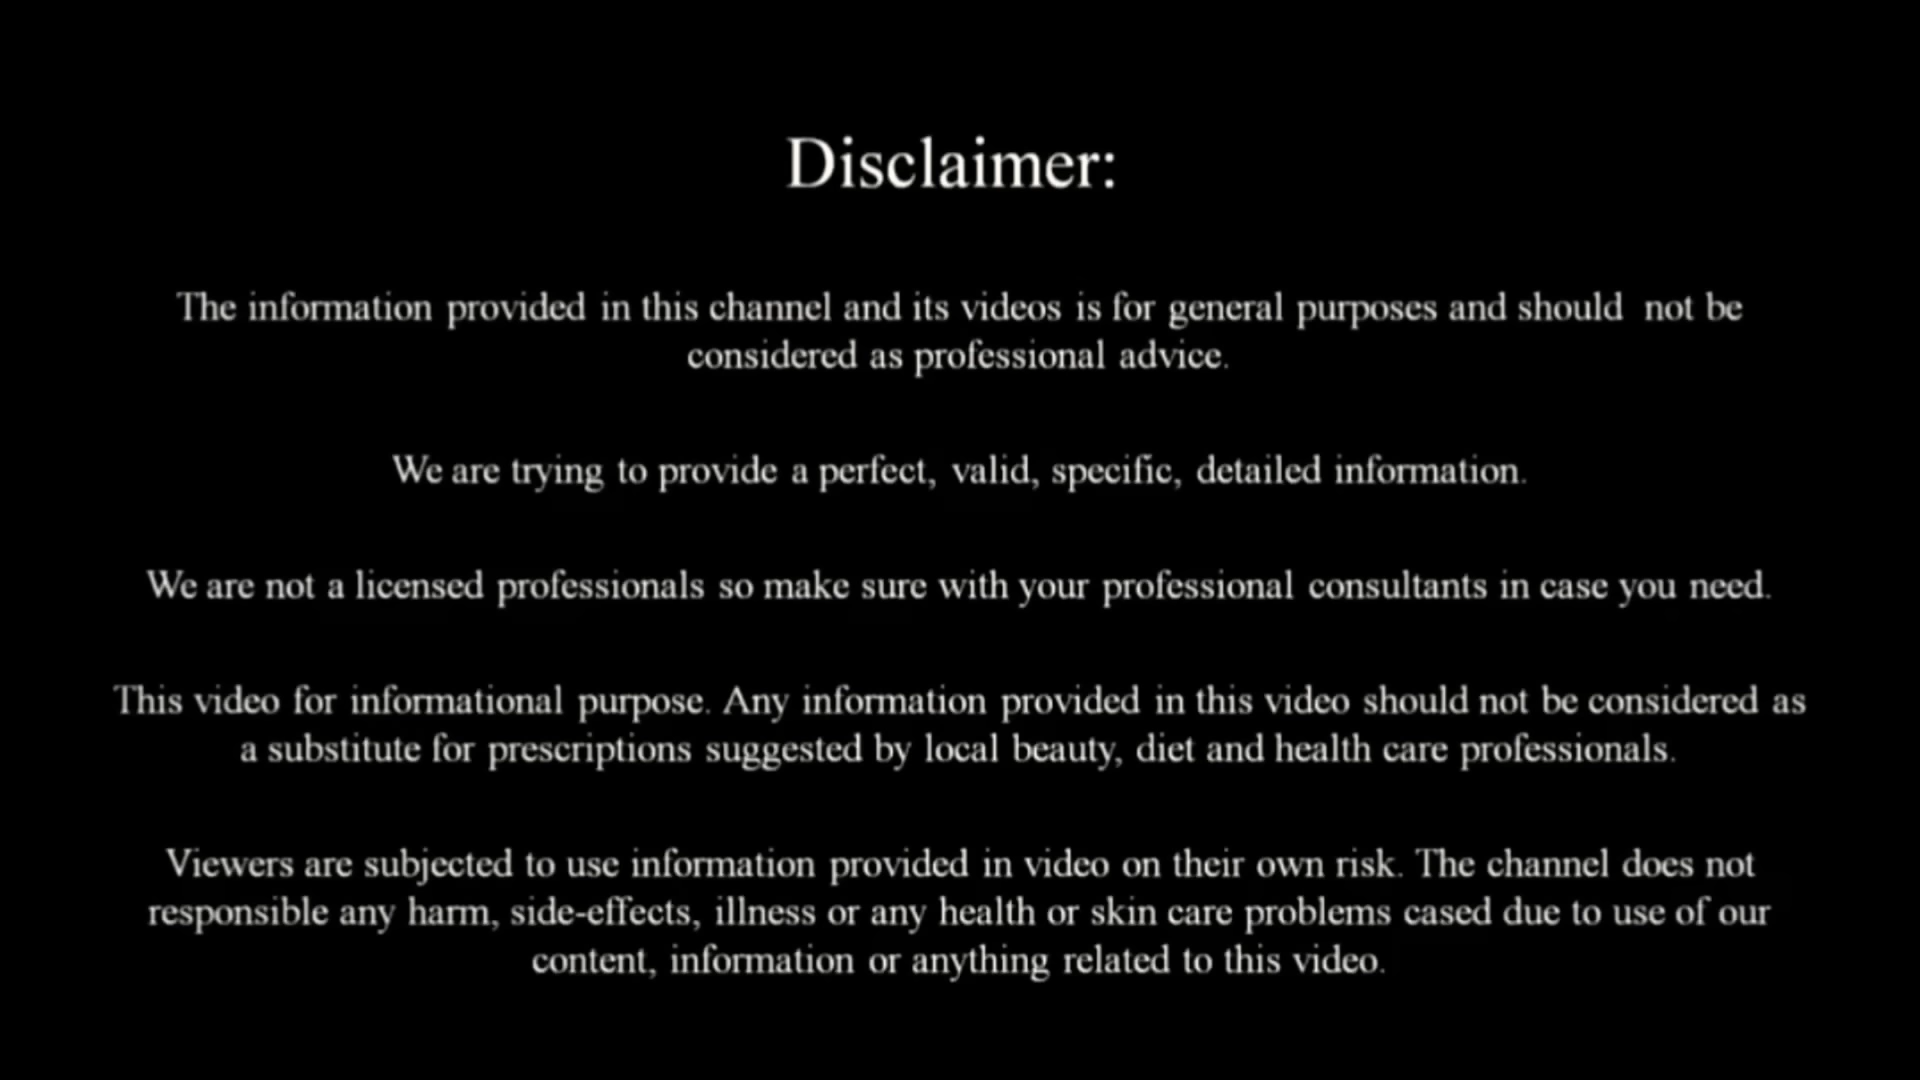 Disclaimer:
The information provided in this channel and its videos is for general purposes and should not be
considered as professional advice.
We are trying to provide a perfect, valid, specific, detailed information.
We are not a licensed professionals so make sure with your professional consultants in case you need.
This video for informational purpose. Any information provided in this video should not be considered as
a substitute for prescriptions suggested by local beauty, diet and health care professionals.
Viewers are subjected to use information provided in video on their own risk. The channel does not
responsible any harm, side-effects, illness or any health or skin care problems cased due to use of our
content, information or anything related to this video.